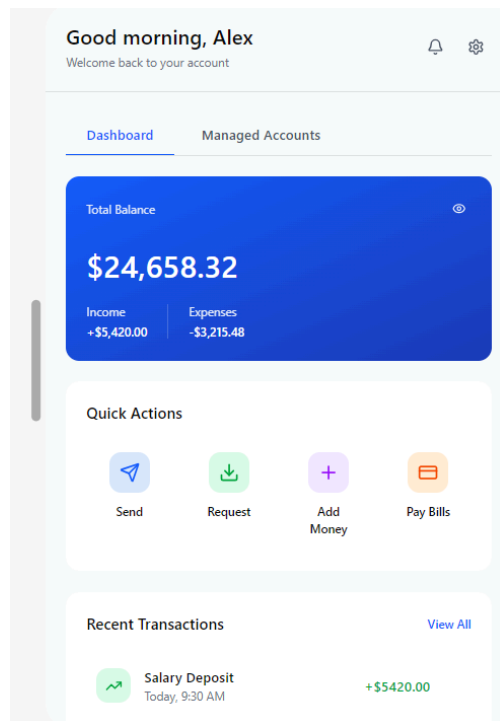 Good morning, Alex
Welcome back to your account
Dashboard
Managed Accounts
Total Balance
$24,658.32
Income
Expenses
+$5,420.00
-$3,215.48
Quick Actions
Send
Request
Add
Money
Pay Bills
Recent Transactions
View All
Salary Deposit
Today, 9:30 AM
+$5420.00